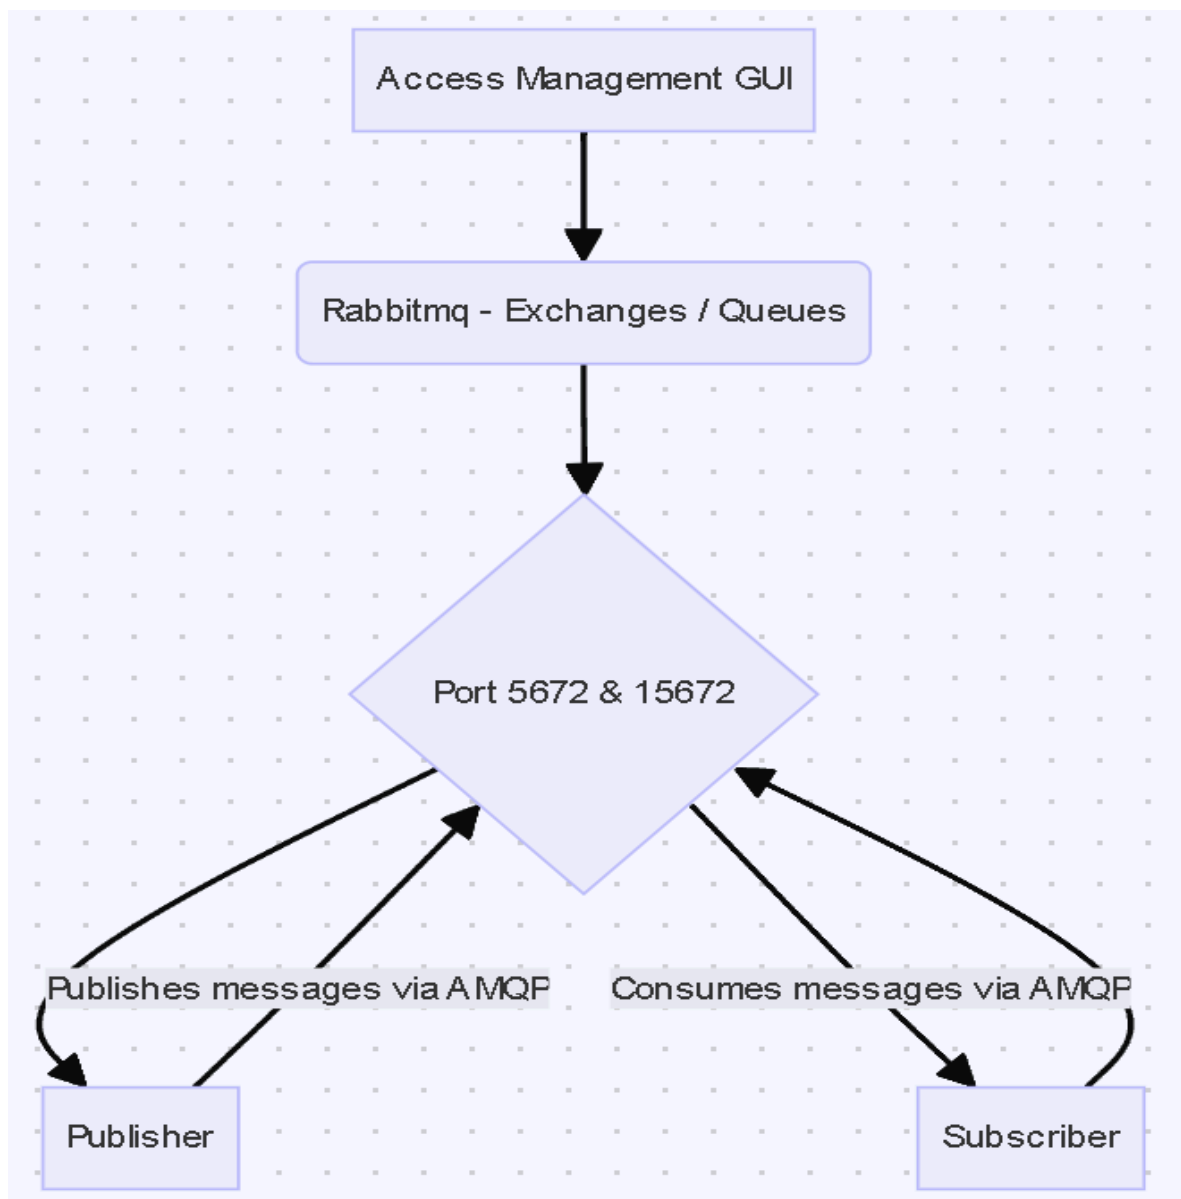 Access Management GUI
Rabbitmq - Exchanges / Queues
Port 5672 & 15672
Publishes messages via AMQP
Consumes messages via AMQP
Publisher
Subscriber